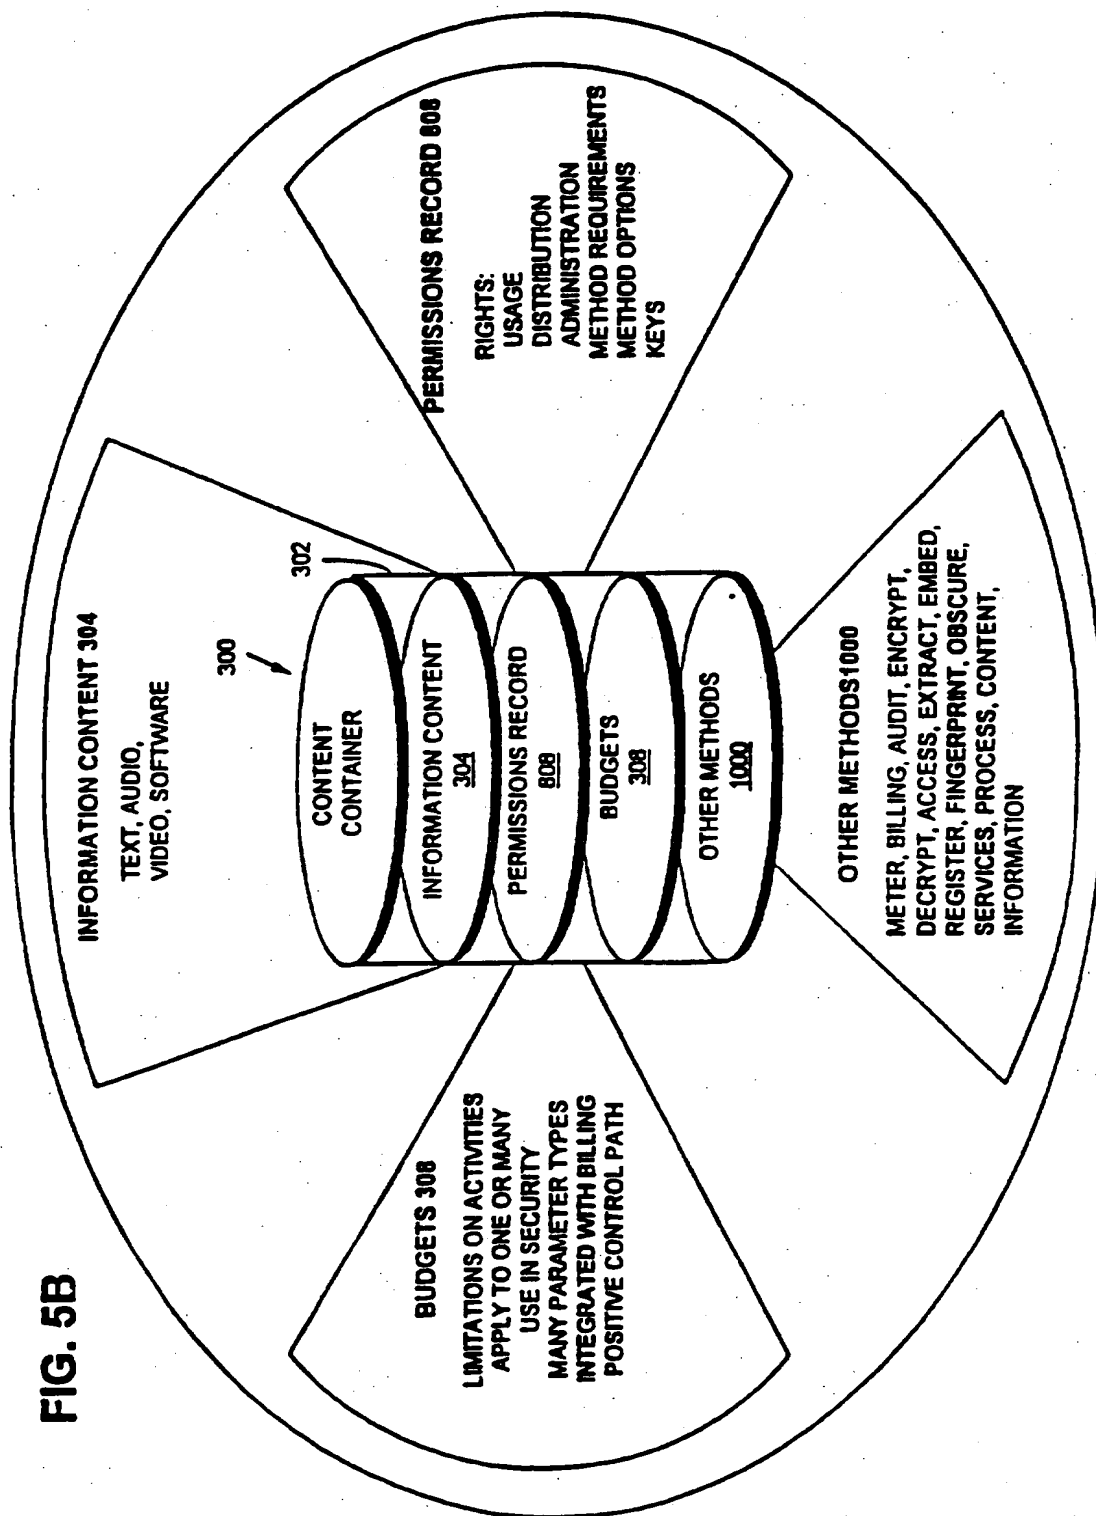 FIG. 5B
INFORMATION CONTENT 304
TEXT, AUDIO,
VIDEO, SOFTWARE
BUDGETS 308
LIMITATIONS ON ACTIVITIES
APPLY TO ONE OR MANY
USE IN SECURITY
MANY PARAMETER TYPES
INTEGRATED WITH BILLING
POSITIVE CONTROL PATH
300
302
CONTENT
CONTAINER
INFORMATION CONTENT
304
PERMISSIONS RECORD
808
BUDGETS
308
OTHER METHODS
1000
PERMISSIONS RECORD 808
RIGHTS:
USAGE
DISTRIBUTION
ADMINISTRATION
METHOD REQUIREMENTS
METHOD OPTIONS
KEYS
OTHER METHODS1000
METER, BILLING, AUDIT, ENCRYPT,
DECRYPT, ACCESS, EXTRACT, EMBED,
REGISTER, FINGERPRINT, OBSCURE,
SERVICES, PROCESS, CONTENT,
INFORMATION